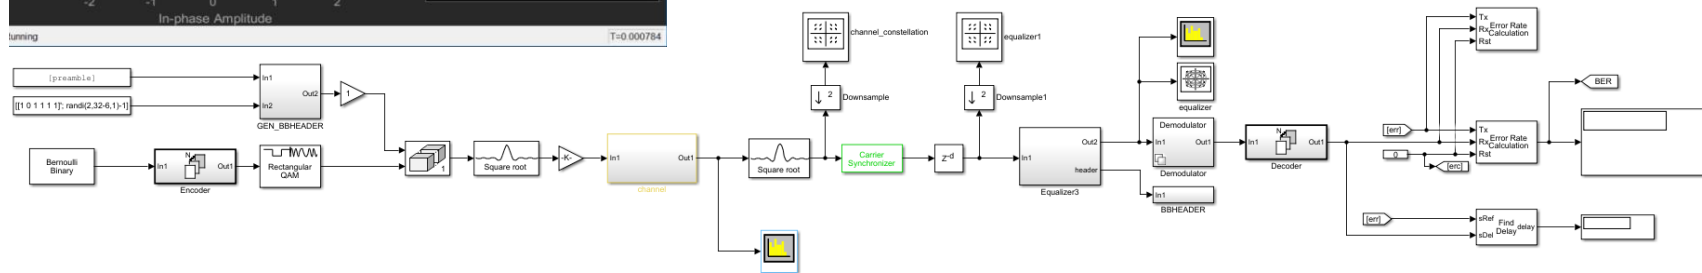 -2 -1 0 1 2
In-phase Amplitude
T=0.000784
[preamble]
[[1 0 1 1 1 1]'; randi(2,32-6,1)-1]
In1
In2
Out2
GEN_BBHEADER
1
Bernoulli
Binary
In1
N
Out1
Encoder
Rectangular
QAM
1
Square root
-K-
In1
Out1
channel
Square root
channel_constellation
2
Downsample
Carrier
Synchronizer
equalizer1
2
Downsample1
Z-d
In1
Out2
header
Equalizer3
equalizer
Demodulator
In1
Out1
Demodulator
In1
BBHEADER
In1
N
Out1
Decoder
Tx
Rx
Rst
Error Rate
Calculation
BER
[err]
0
[erc]
Tx
Rx
Rst
Error Rate
Calculation
[err]
sRef
sDel
Find
Delay
delay